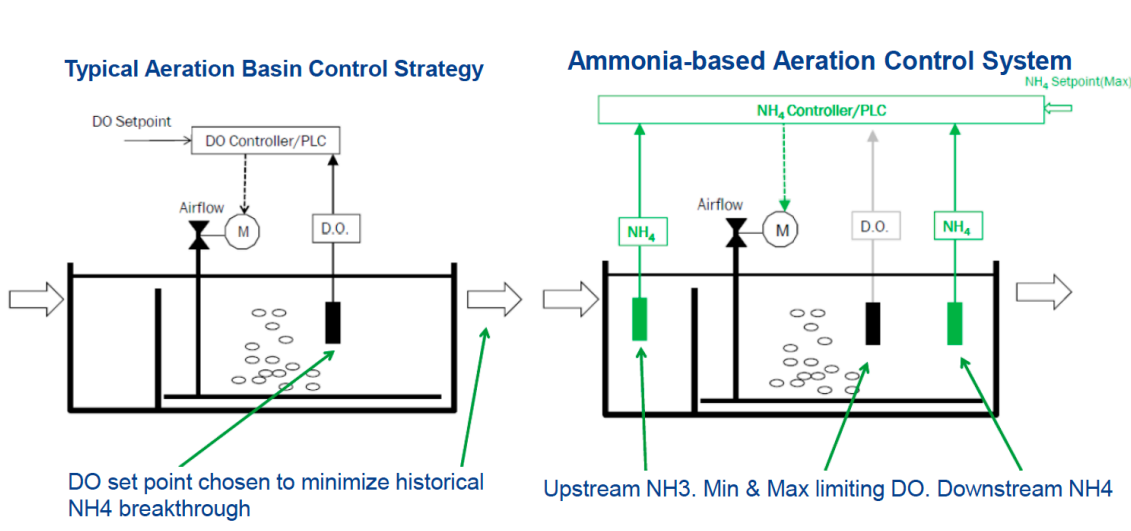 Typical Aeration Basin Control Strategy
DO Setpoint
DO Controller/PLC
Airflow
M
D.O.
DO set point chosen to minimize historical
NH4 breakthrough
Ammonia-based Aeration Control System
NH₄ Setpoint(Max)
NH₄ Controller/PLC
NH₄
Airflow
M
D.O.
NH₄
Upstream NH3. Min & Max limiting DO. Downstream NH4